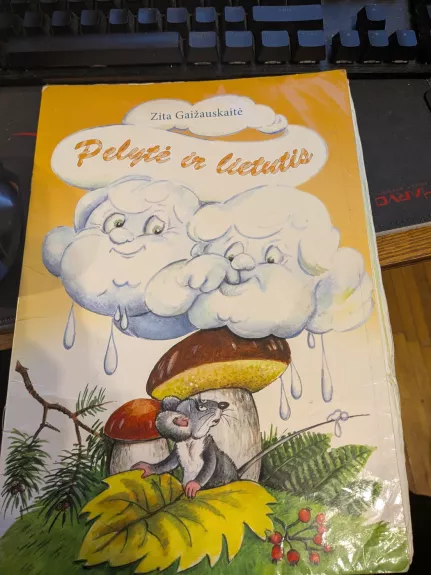 Zita Gaižauskaitė
Pelytė ir lietutis